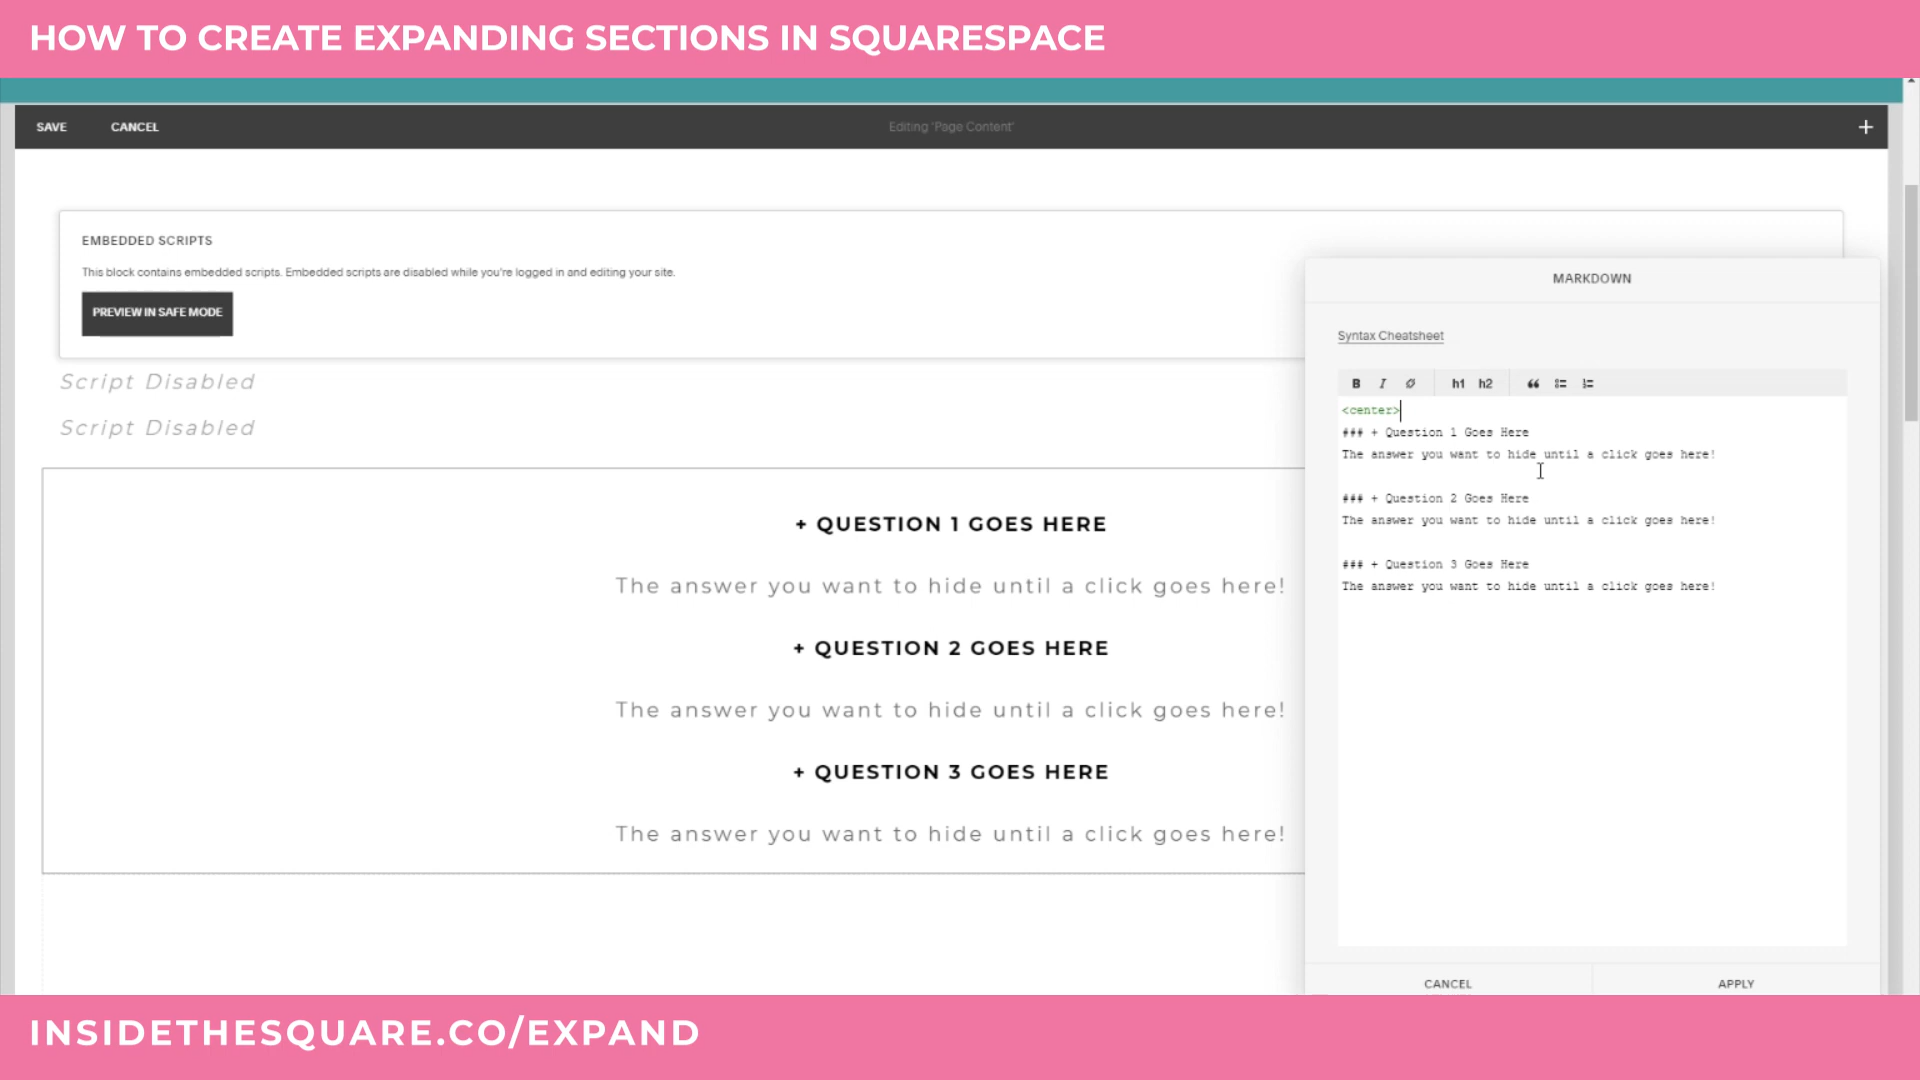 HOW TO CREATE EXPANDING SECTIONS IN SQUARESPACE
SAVE CANCEL Editing 'Page Content' +
EMBEDDED SCRIPTS
This block contains embedded scripts. Embedded scripts are disabled while you're logged in and editing your site.
PREVIEW IN SAFE MODE
Script Disabled
Script Disabled
+ QUESTION 1 GOES HERE
The answer you want to hide until a click goes here!
+ QUESTION 2 GOES HERE
The answer you want to hide until a click goes here!
+ QUESTION 3 GOES HERE
The answer you want to hide until a click goes here!
MARKDOWN
Syntax Cheatsheet
B I h1 h2
<center>
### + Question 1 Goes Here
The answer you want to hide until a click goes here!
### + Question 2 Goes Here
The answer you want to hide until a click goes here!
### + Question 3 Goes Here
The answer you want to hide until a click goes here!
CANCEL APPLY
INSIDETHESQUARE.CO/EXPAND